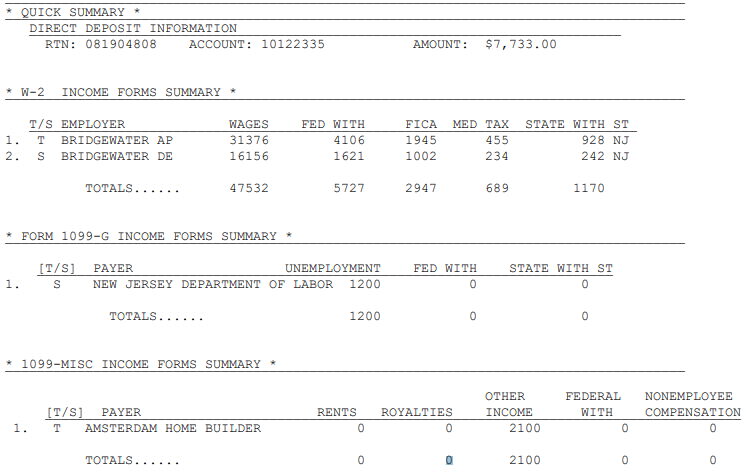 * QUICK SUMMARY *
DIRECT DEPOSIT INFORMATION
RTN: 081904808 ACCOUNT: 10122335 AMOUNT: $7,733.00
* W-2 INCOME FORMS SUMMARY *
T/S EMPLOYER WAGES FED WITH FICA MED TAX STATE WITH ST
1. T BRIDGEWATER AP 31376 4106 1945 455 928 NJ
2. S BRIDGEWATER DE 16156 1621 1002 234 242 NJ
TOTALS...... 47532 5727 2947 689 1170
* FORM 1099-G INCOME FORMS SUMMARY *
[T/S] PAYER UNEMPLOYMENT FED WITH STATE WITH ST
1. S NEW JERSEY DEPARTMENT OF LABOR 1200 0 0
TOTALS...... 1200 0 0
* 1099-MISC INCOME FORMS SUMMARY *
OTHER FEDERAL NONEMPLOYEE
[T/S] PAYER RENTS ROYALTIES INCOME WITH COMPENSATION
1. T AMSTERDAM HOME BUILDER 0 0 2100 0 0
TOTALS...... 0 0 2100 0 0